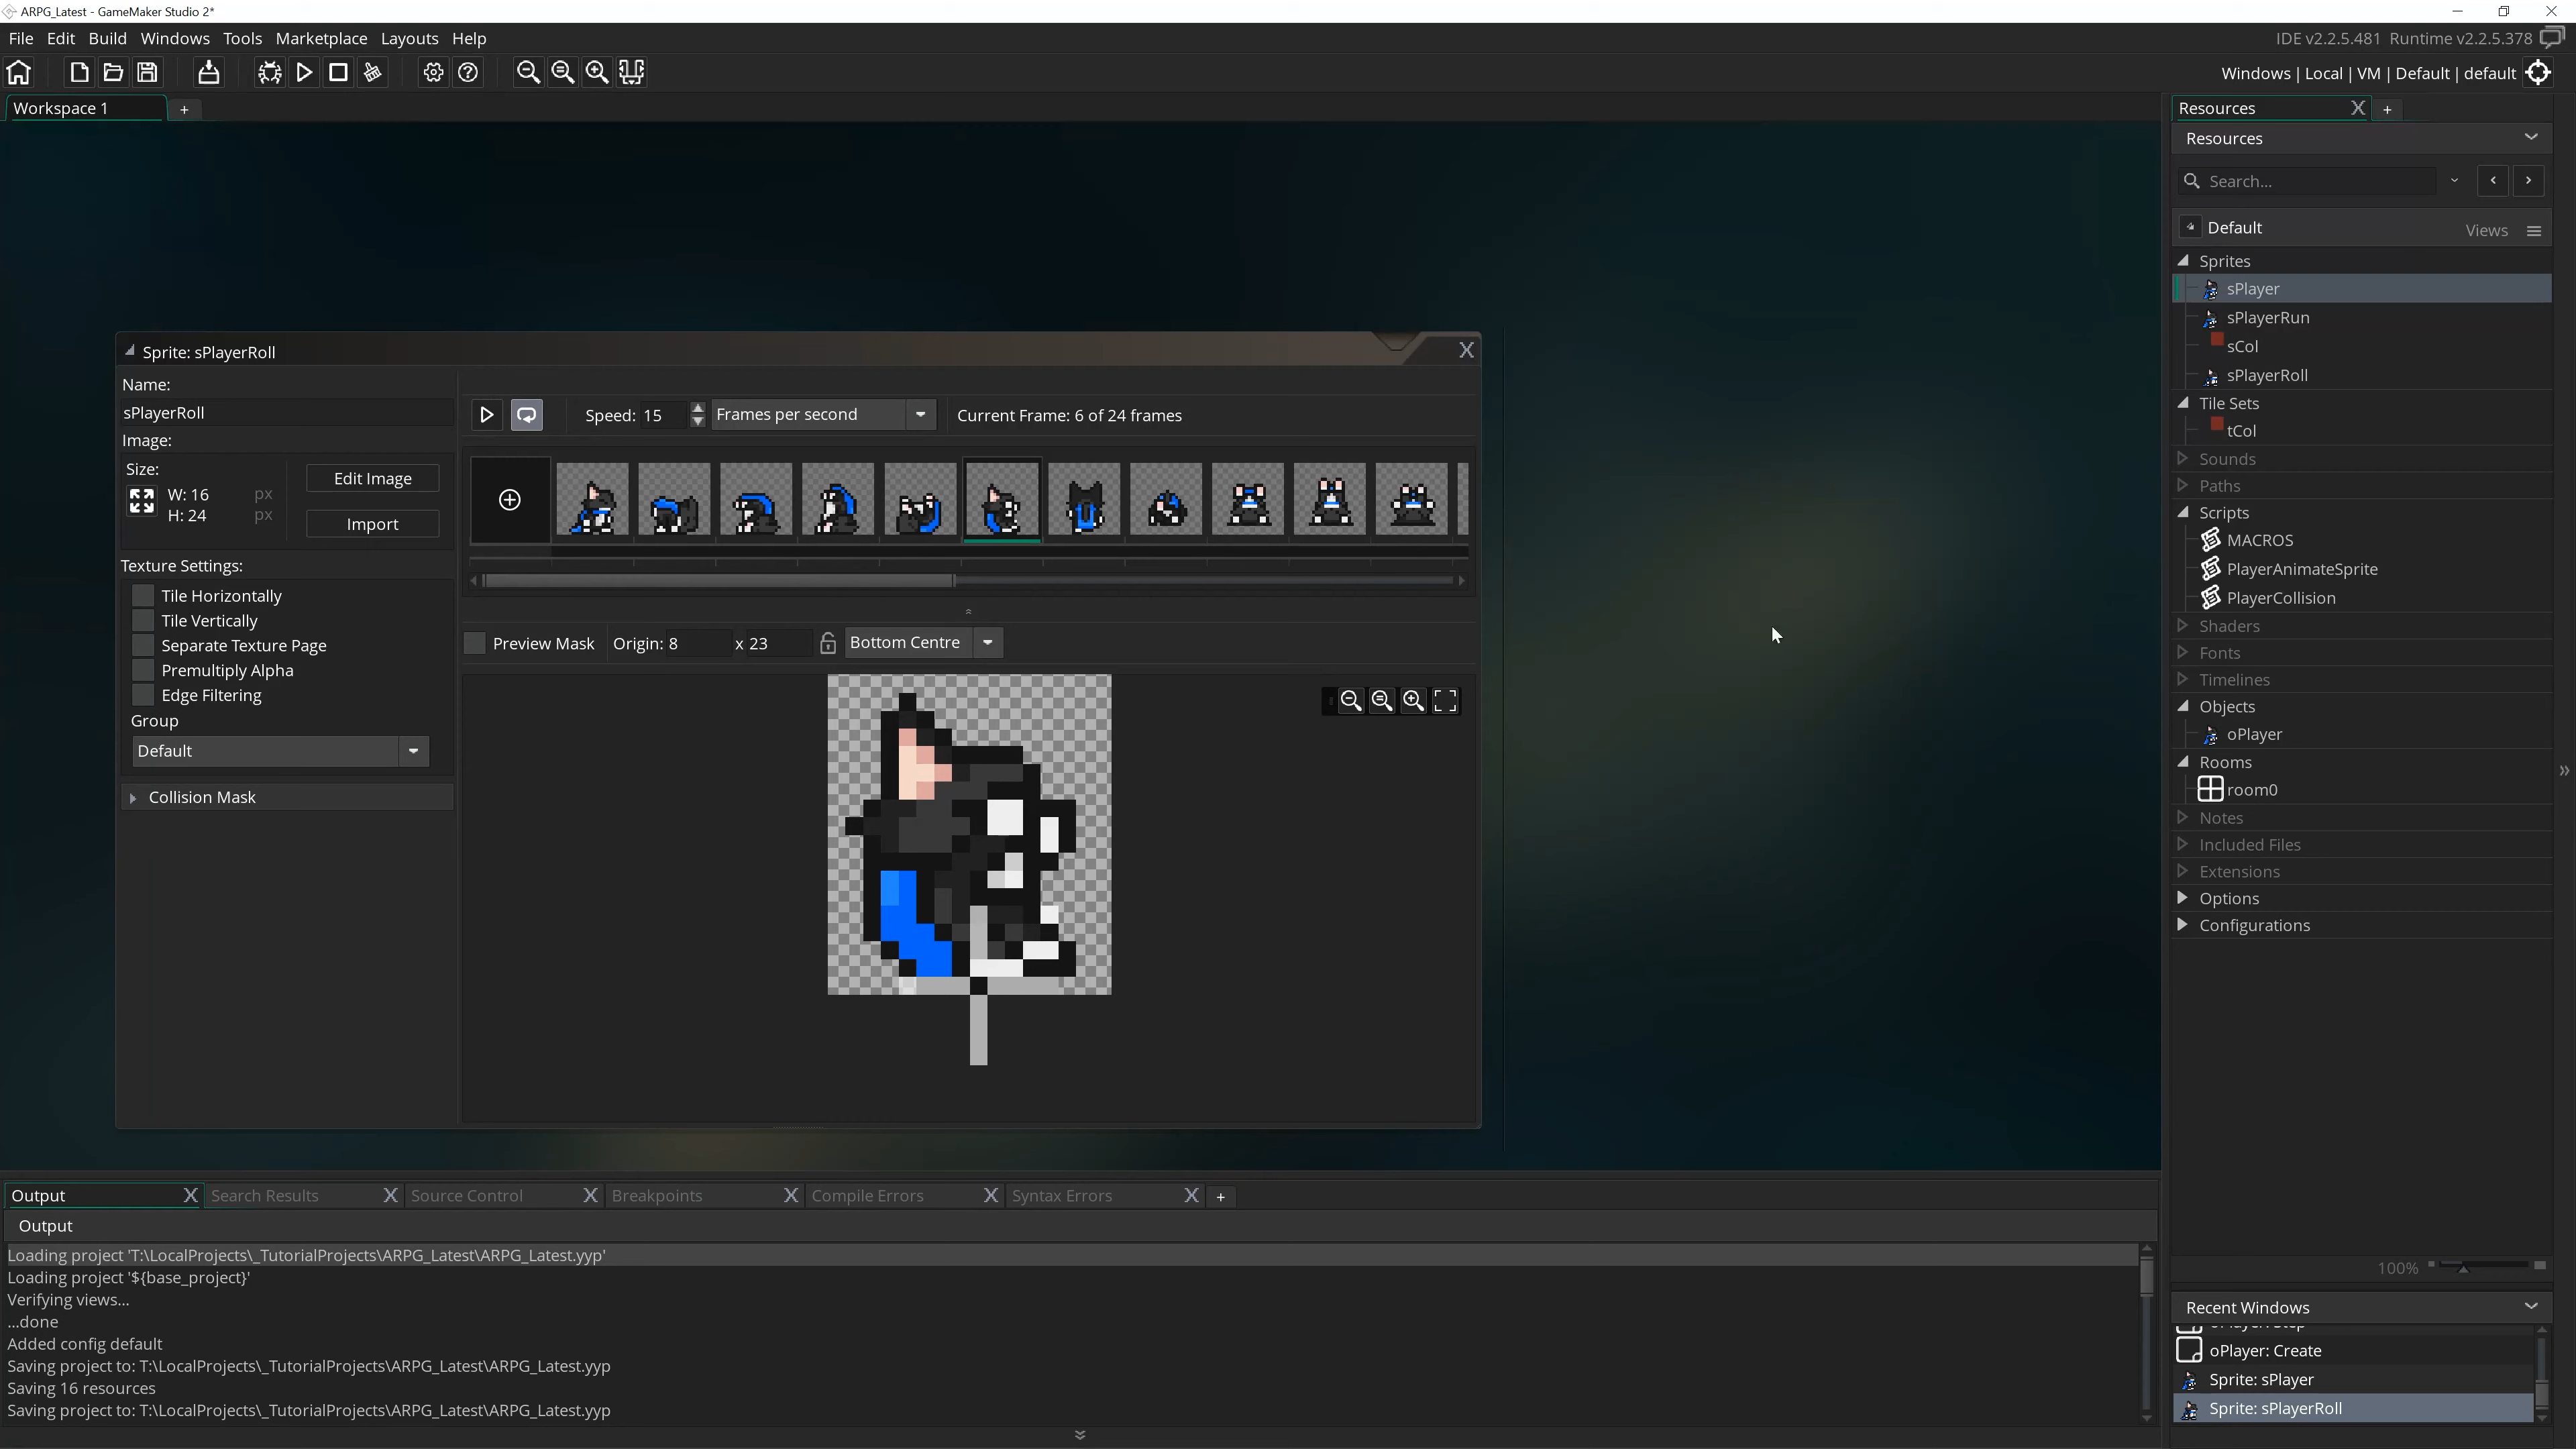 ARPG_Latest - GameMaker Studio 2*
File Edit Build Windows Tools Marketplace Layouts Help
IDE v2.2.5.481 Runtime v2.2.5.378
Windows | Local | VM | Default | default
Workspace 1
+
Resources X +
Resources
Search...
Default
Views
Sprites
sPlayer
sPlayerRun
sCol
sPlayerRoll
Tile Sets
tCol
Sounds
Paths
Scripts
MACROS
PlayerAnimateSprite
PlayerCollision
Shaders
Fonts
Timelines
Objects
oPlayer
Rooms
room0
Notes
Included Files
Extensions
Options
Configurations
100%
Recent Windows
oPlayer: Create
Sprite: sPlayer
Sprite: sPlayerRoll
Sprite: sPlayerRoll X
Name:
sPlayerRoll
Image:
Size:
W: 16 px
H: 24 px
Edit Image
Import
Texture Settings:
Tile Horizontally
Tile Vertically
Separate Texture Page
Premultiply Alpha
Edge Filtering
Group
Default
Collision Mask
Speed: 15 Frames per second Current Frame: 6 of 24 frames
Preview Mask Origin: 8 x 23 Bottom Centre
Output X Search Results X Source Control X Breakpoints X Compile Errors X Syntax Errors X +
Output
Loading project 'T:\LocalProjects\_TutorialProjects\ARPG_Latest\ARPG_Latest.yyp'
Loading project '${base_project}'
Verifying views...
...done
Added config default
Saving project to: T:\LocalProjects\_TutorialProjects\ARPG_Latest\ARPG_Latest.yyp
Saving 16 resources
Saving project to: T:\LocalProjects\_TutorialProjects\ARPG_Latest\ARPG_Latest.yyp